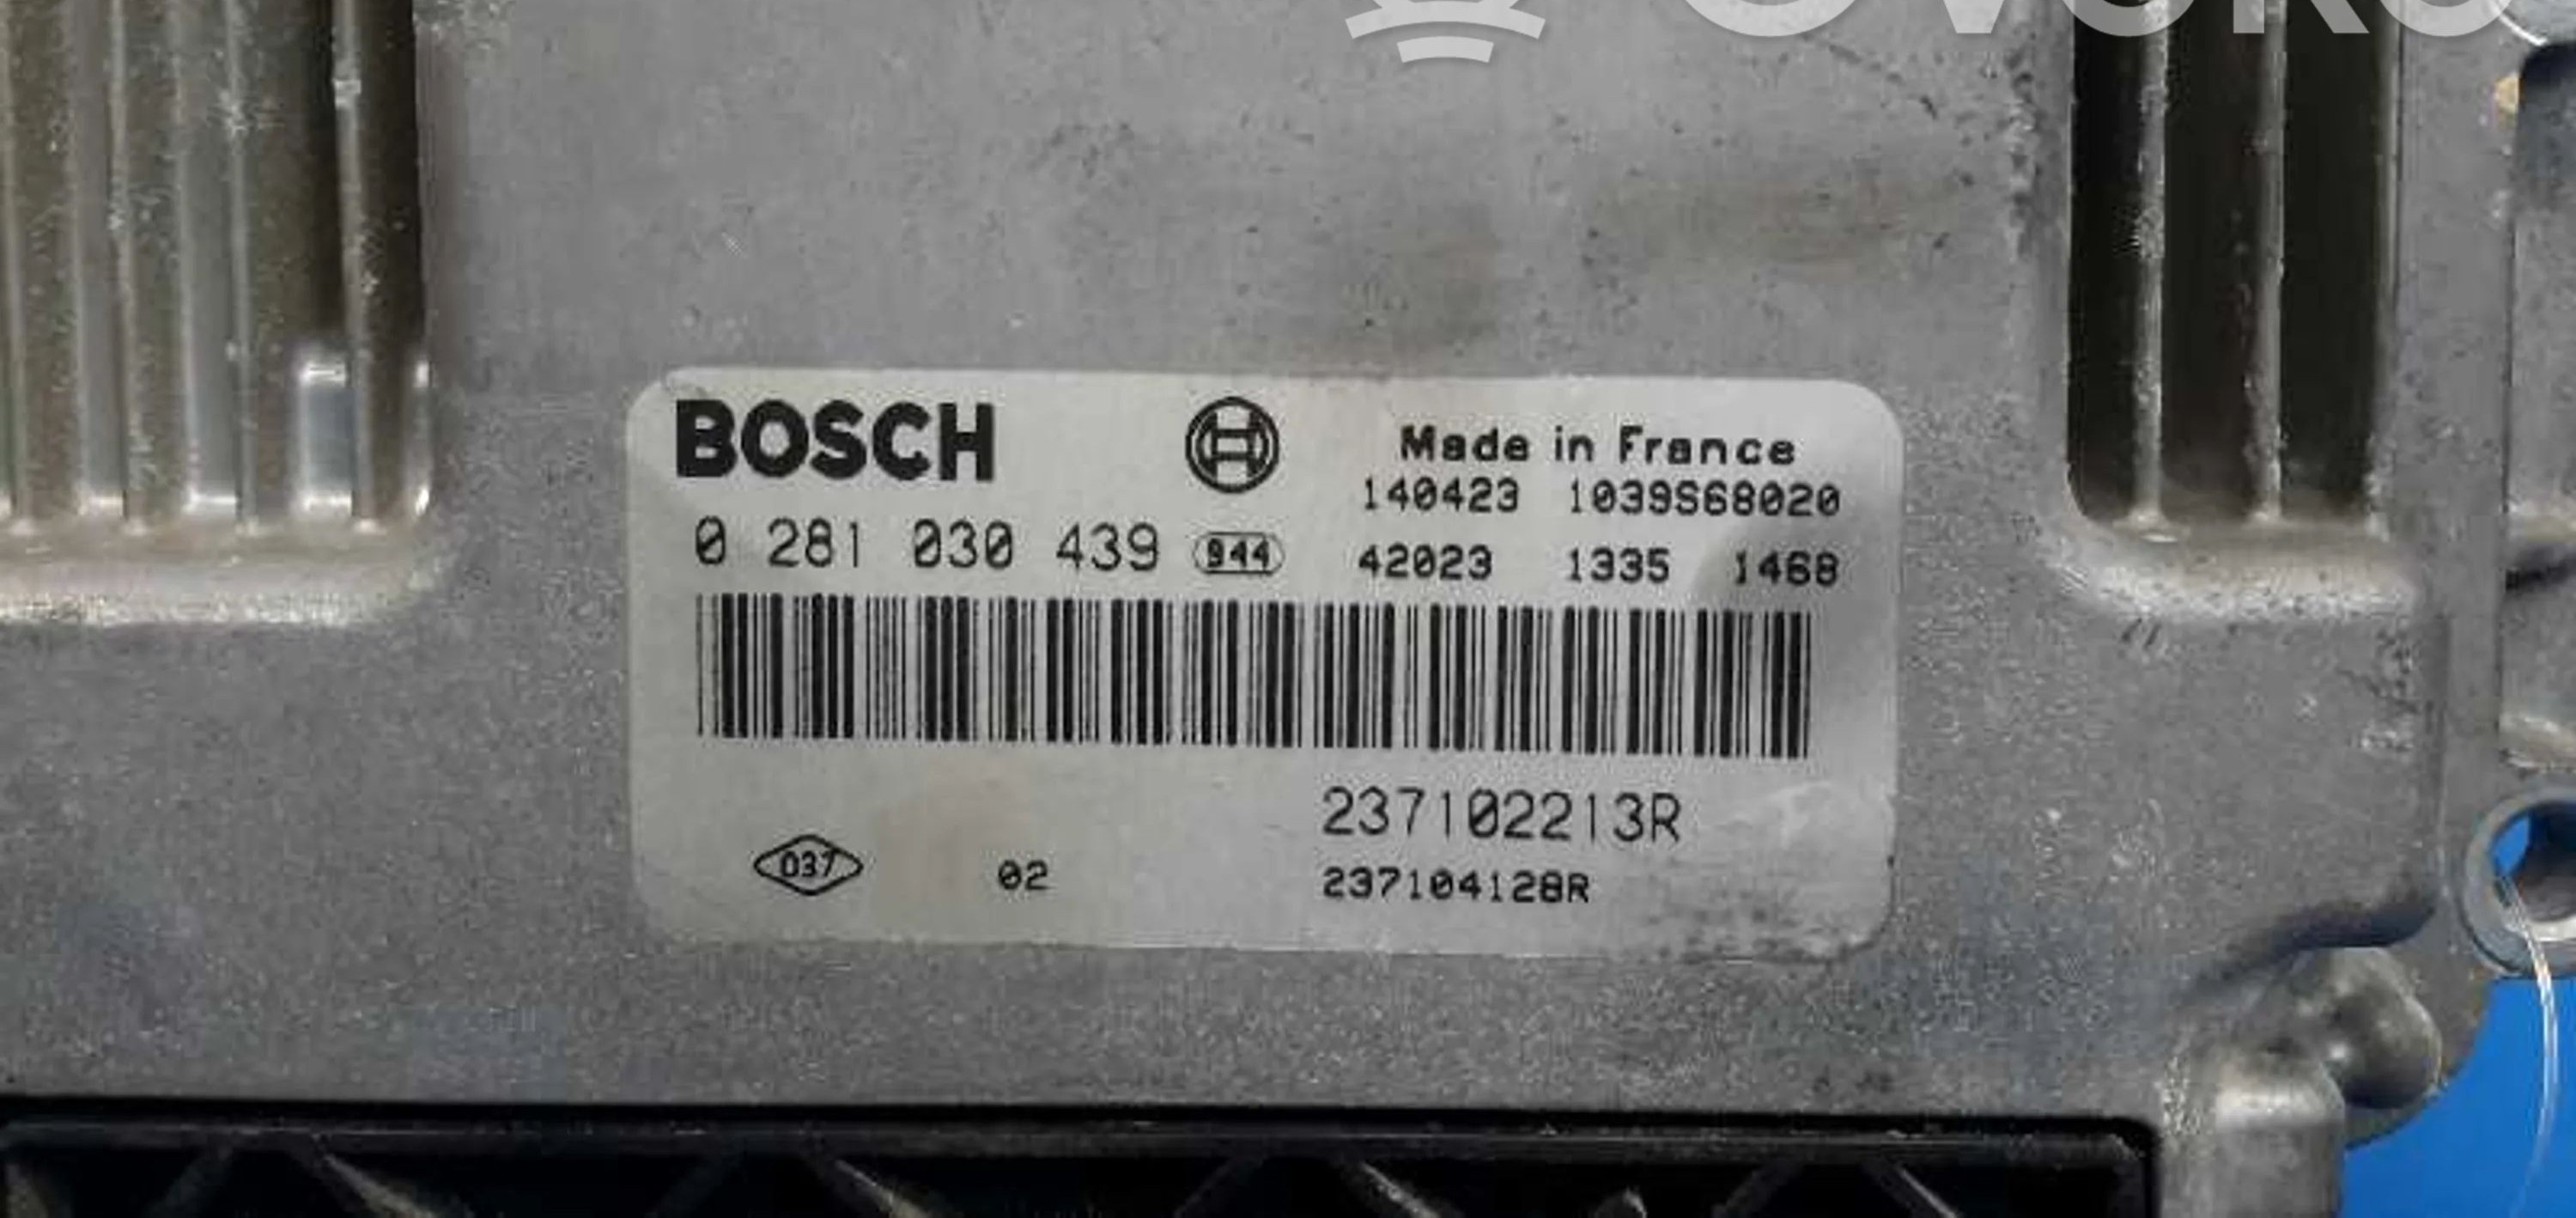 BOSCH
Made in France
140423 1039S68020
0 281 030 439 944 42023 1335 1468
237102213R
037 02 237104128R